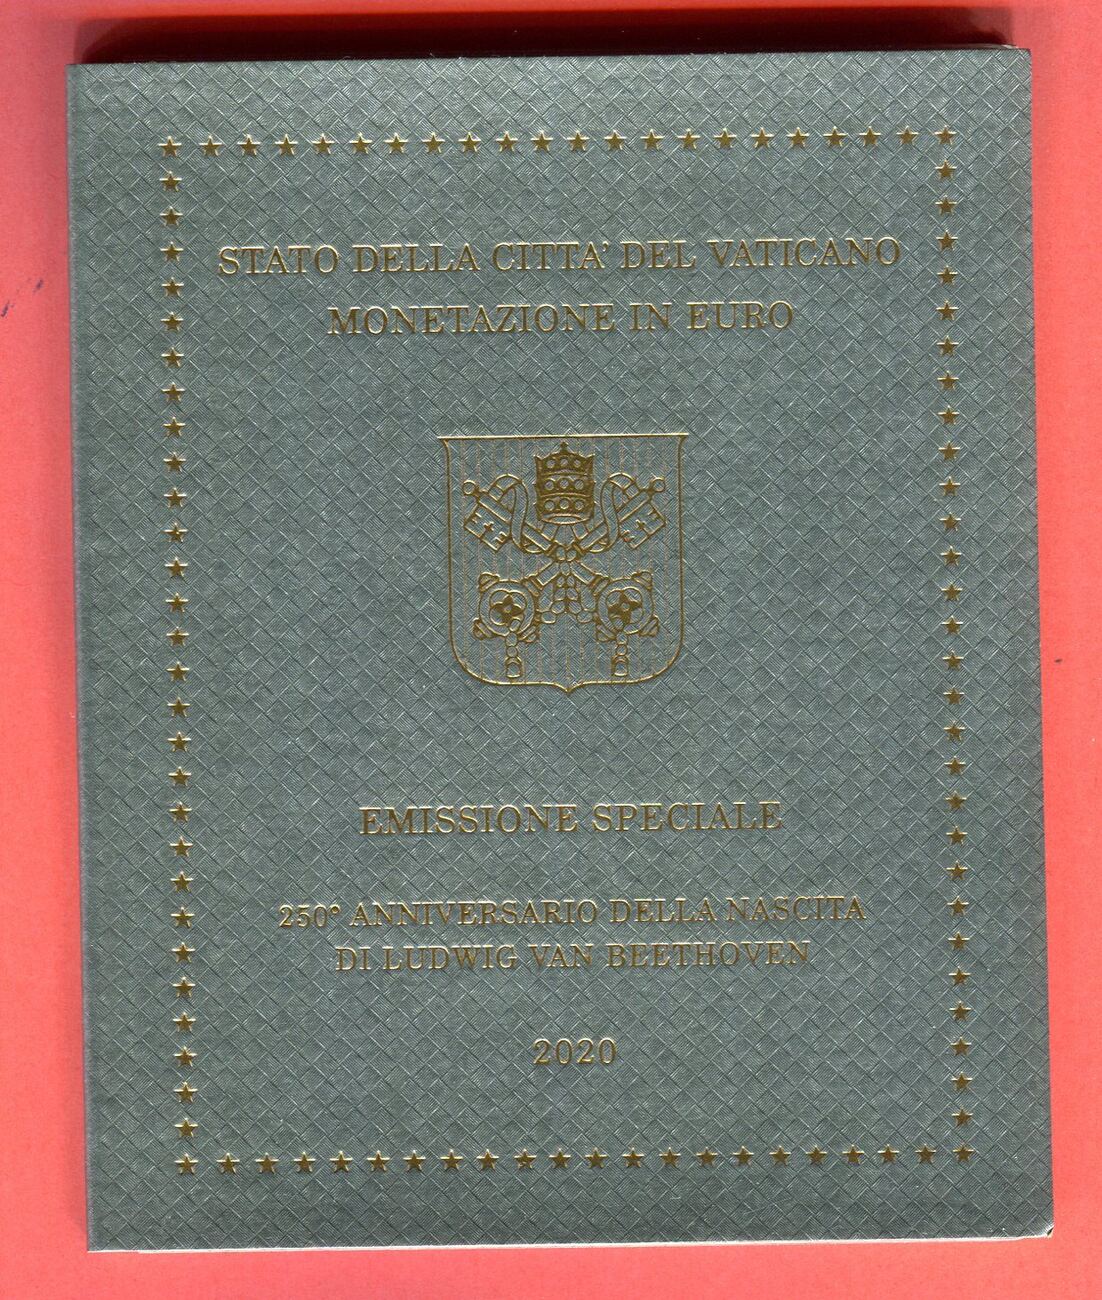 STATO DELLA CITTA' DEL VATICANO
MONETAZIONE IN EURO
EMISSIONE SPECIALE
250° ANNIVERSARIO DELLA NASCITA
DI LUDWIG VAN BEETHOVEN
2020